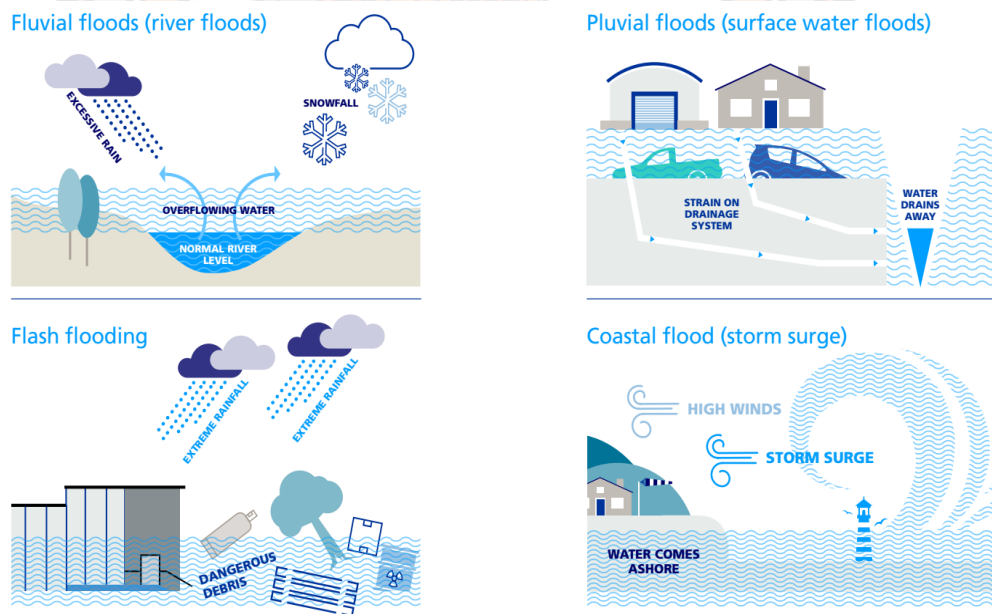 Fluvial floods (river floods)
EXCESSIVE RAIN
SNOWFALL
OVERFLOWING WATER
NORMAL RIVER
LEVEL
Pluvial floods (surface water floods)
STRAIN ON
DRAINAGE
SYSTEM
WATER
DRAINS
AWAY
Flash flooding
EXTREME RAINFALL
EXTREME RAINFALL
DANGEROUS
DEBRIS
Coastal flood (storm surge)
HIGH WINDS
STORM SURGE
WATER COMES
ASHORE